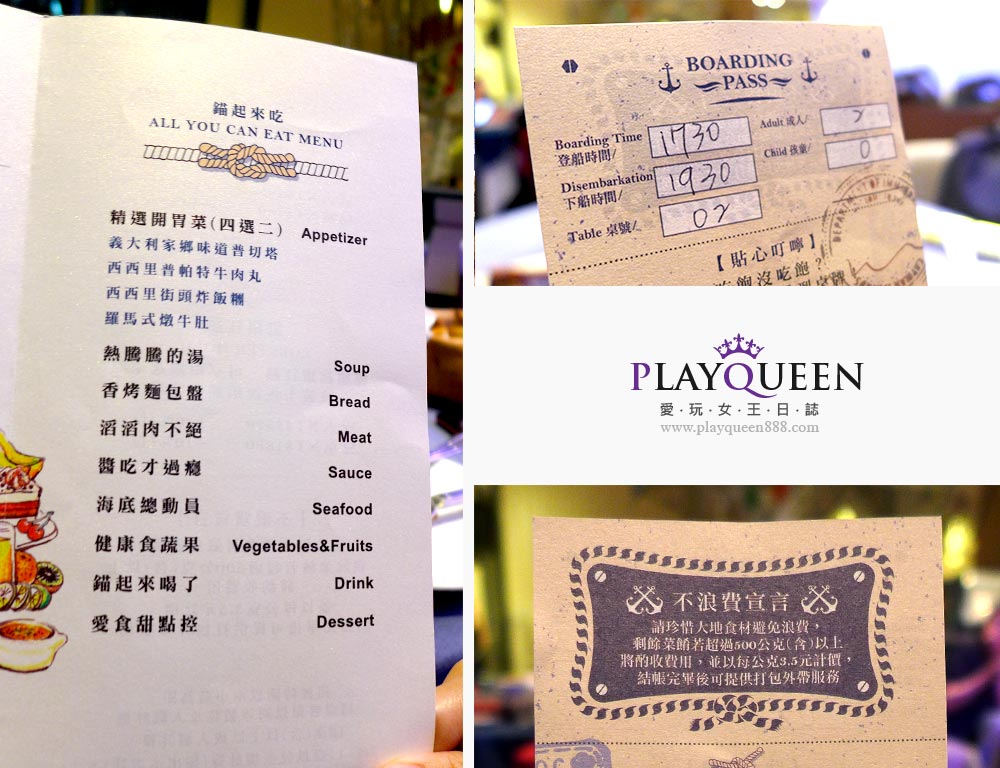 錨起來吃
ALL YOU CAN EAT MENU
精選開胃菜(四選二) Appetizer
義大利家鄉味道普切塔
西西里普帕特牛肉丸
西西里街頭炸飯糰
羅馬式燉牛肚
熱騰騰的湯 Soup
香烤麵包盤 Bread
滔滔肉不絕 Meat
醬吃才過癮 Sauce
海底總動員 Seafood
健康食蔬果 Vegetables&Fruits
錨起來喝了 Drink
愛食甜點控 Dessert
BOARDING
PASS
Boarding Time 1730
登船時間/
Adult 成人/ 2
Disembarkation 1930
下船時間/
Child 孩童/ 0
Table 桌號/ 02
【貼心叮嚀】
吃飽沒吃飽?
PLAYQUEEN
愛·玩·女·王·日·誌
www.playqueen888.com
不浪費宣言
請珍惜大地食材避免浪費,
剩餘菜餚若超過500公克(含)以上
將酌收費用,並以每公克3.5元計價,
結帳完畢後可提供打包外帶服務